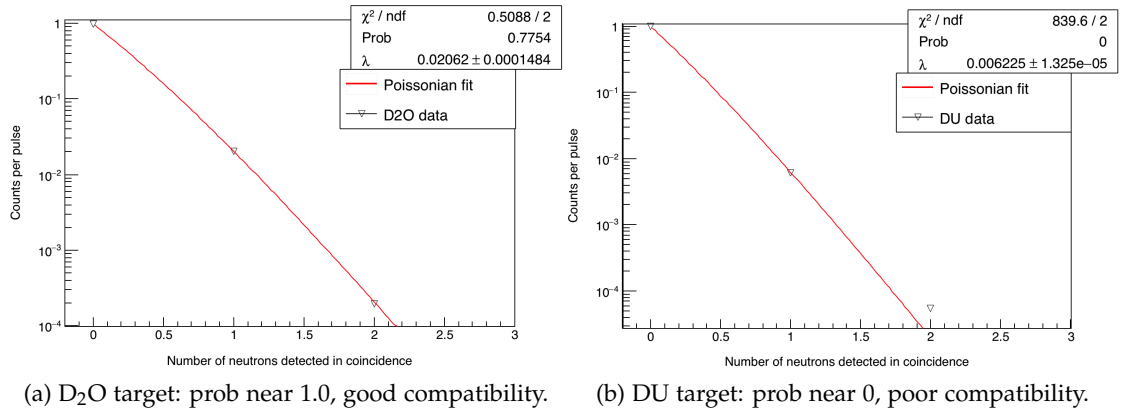 χ² / ndf 0.5088 / 2
Prob 0.7754
λ 0.02062 ± 0.0001484
Poissonian fit
D2O data
Counts per pulse
1
10⁻¹
10⁻²
10⁻³
10⁻⁴
0 0.5 1 1.5 2 2.5 3
Number of neutrons detected in coincidence
(a) D₂O target: prob near 1.0, good compatibility.
χ² / ndf 839.6 / 2
Prob 0
λ 0.006225 ± 1.325e−05
Poissonian fit
DU data
Counts per pulse
1
10⁻¹
10⁻²
10⁻³
10⁻⁴
0 0.5 1 1.5 2 2.5 3
Number of neutrons detected in coincidence
(b) DU target: prob near 0, poor compatibility.